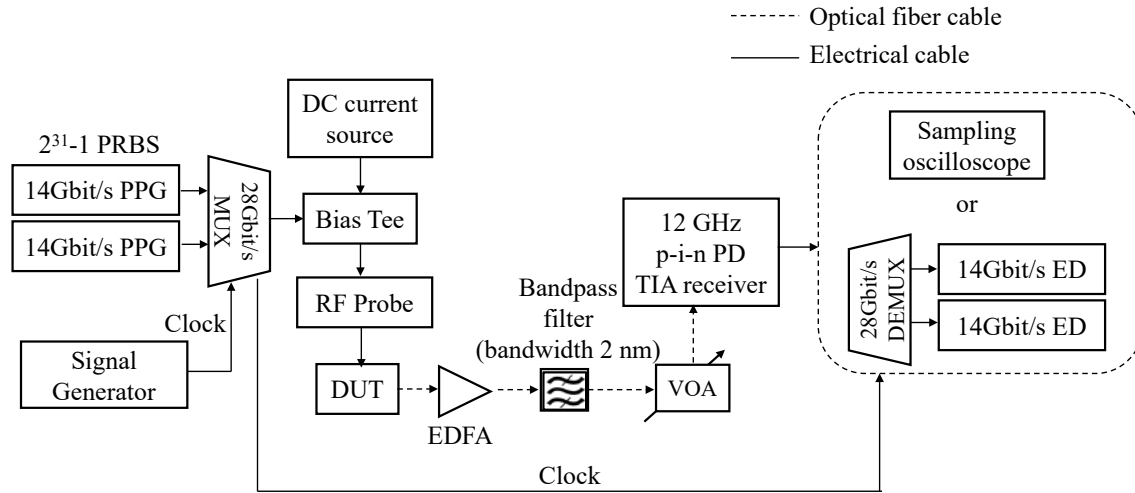 Optical fiber cable
Electrical cable
DC current
source
2³¹-1 PRBS
14Gbit/s PPG
14Gbit/s PPG
28Gbit/s
MUX
Bias Tee
RF Probe
Clock
Signal
Generator
DUT
EDFA
Bandpass
filter
(bandwidth 2 nm)
VOA
12 GHz
p-i-n PD
TIA receiver
Sampling
oscilloscope
or
28Gbit/s
DEMUX
14Gbit/s ED
14Gbit/s ED
Clock